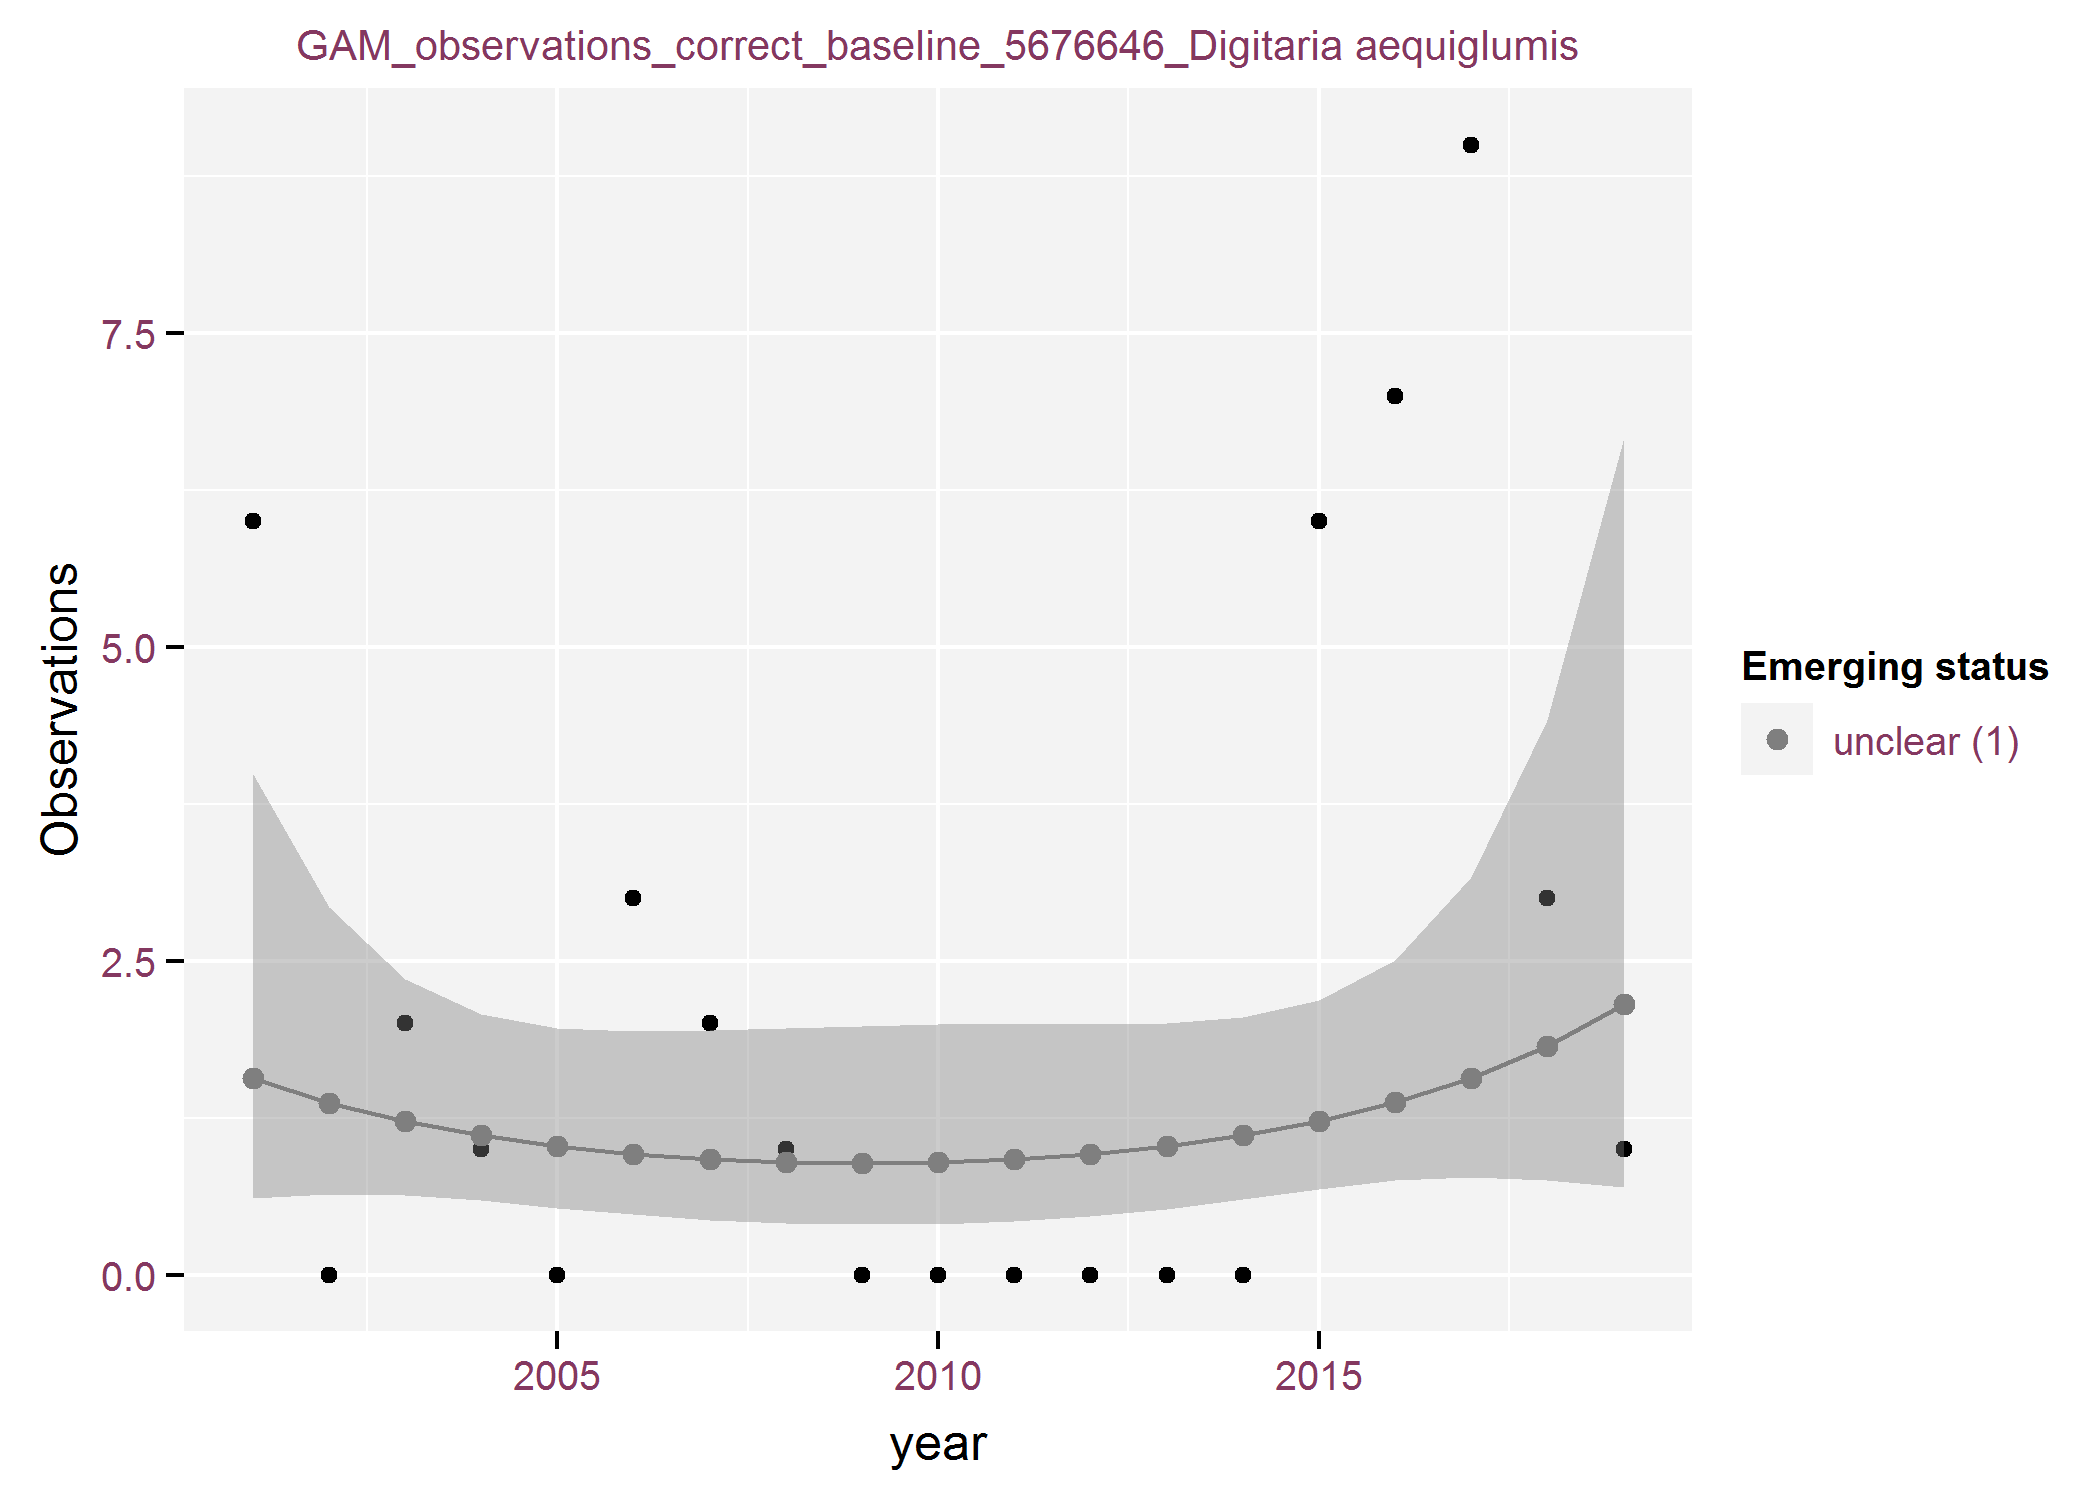 GAM_observations_correct_baseline_5676646_Digitaria aequiglumis
Observations
7.5
5.0
2.5
0.0
2005
2010
2015
year
Emerging status
unclear (1)